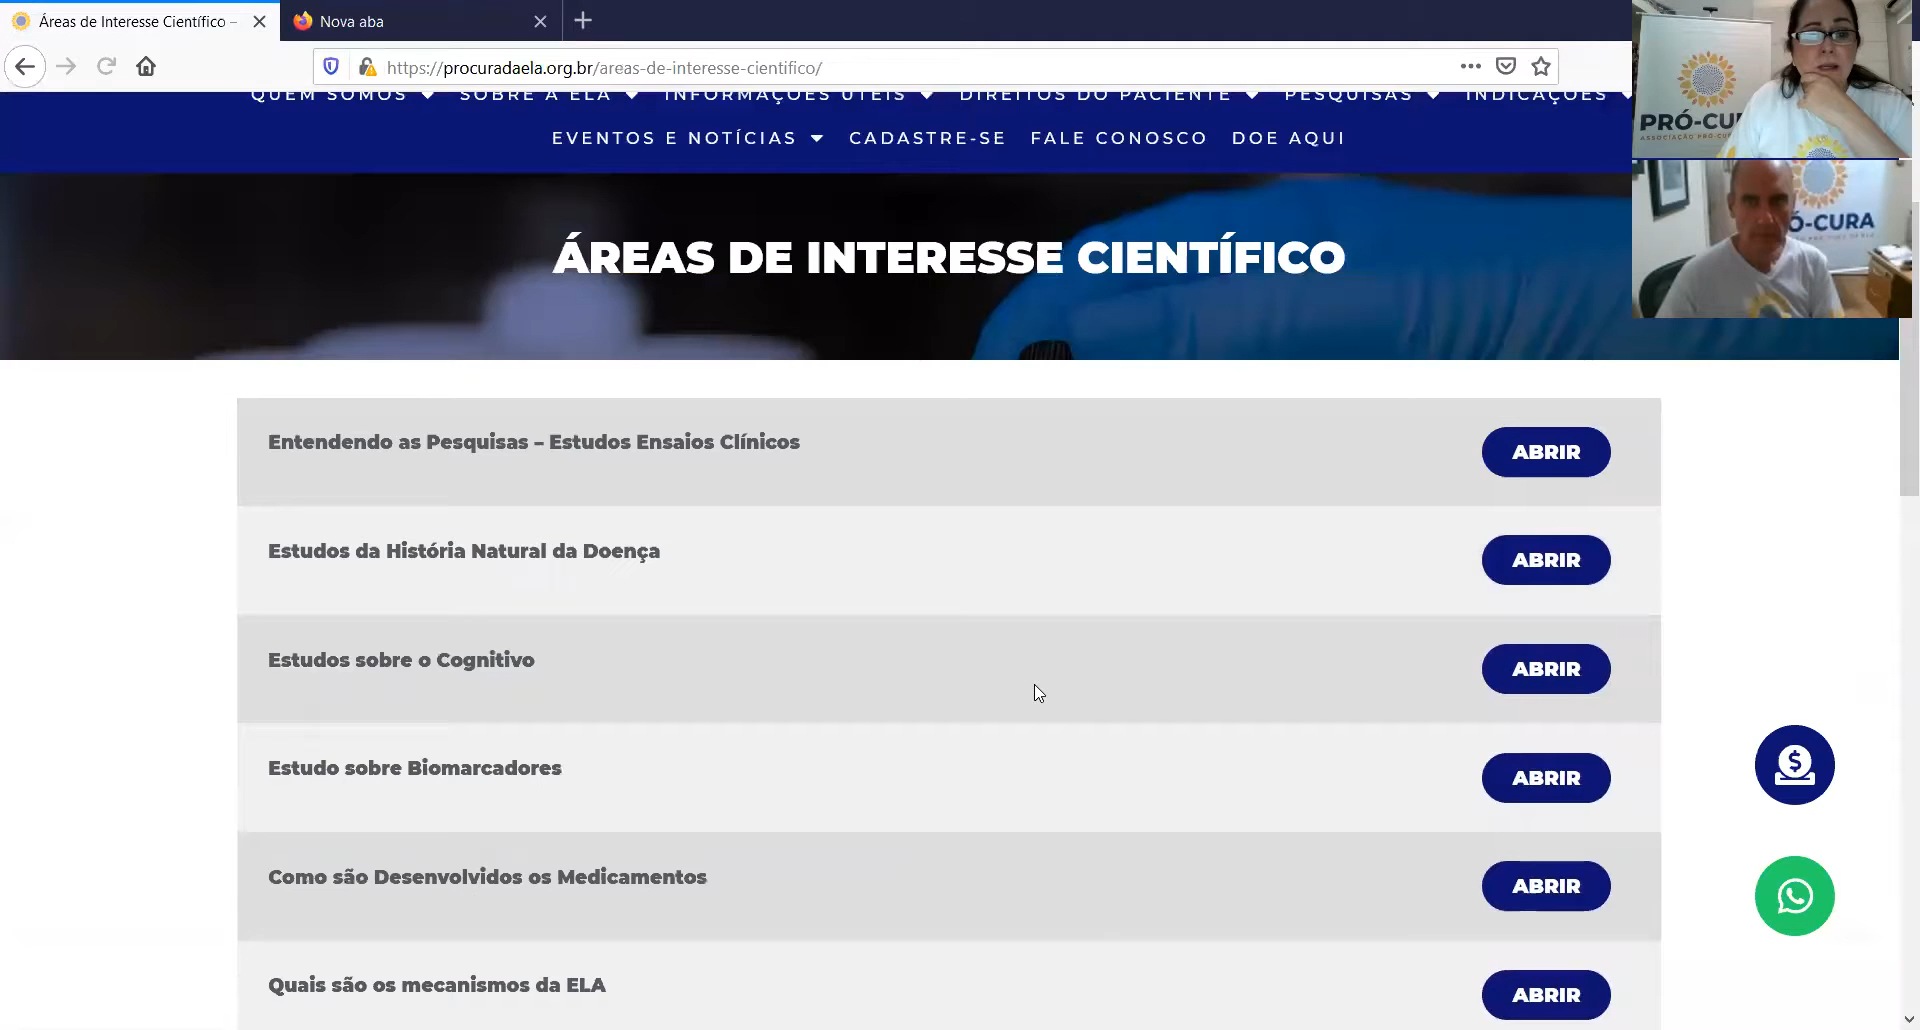 Áreas de Interesse Científico –
Nova aba
https://procuradaela.org.br/areas-de-interesse-cientifico/
QUEM SOMOS SOBRE A ELA INFORMAÇÕES ÚTEIS DIREITOS DO PACIENTE PESQUISAS INDICAÇÕES
EVENTOS E NOTÍCIAS CADASTRE-SE FALE CONOSCO DOE AQUI
PRÓ-CU
ASSOCIAÇÃO PRÓ-CURA
Ó-CURA
ÁREAS DE INTERESSE CIENTÍFICO
Entendendo as Pesquisas – Estudos Ensaios Clínicos
ABRIR
Estudos da História Natural da Doença
ABRIR
Estudos sobre o Cognitivo
ABRIR
Estudo sobre Biomarcadores
ABRIR
Como são Desenvolvidos os Medicamentos
ABRIR
Quais são os mecanismos da ELA
ABRIR